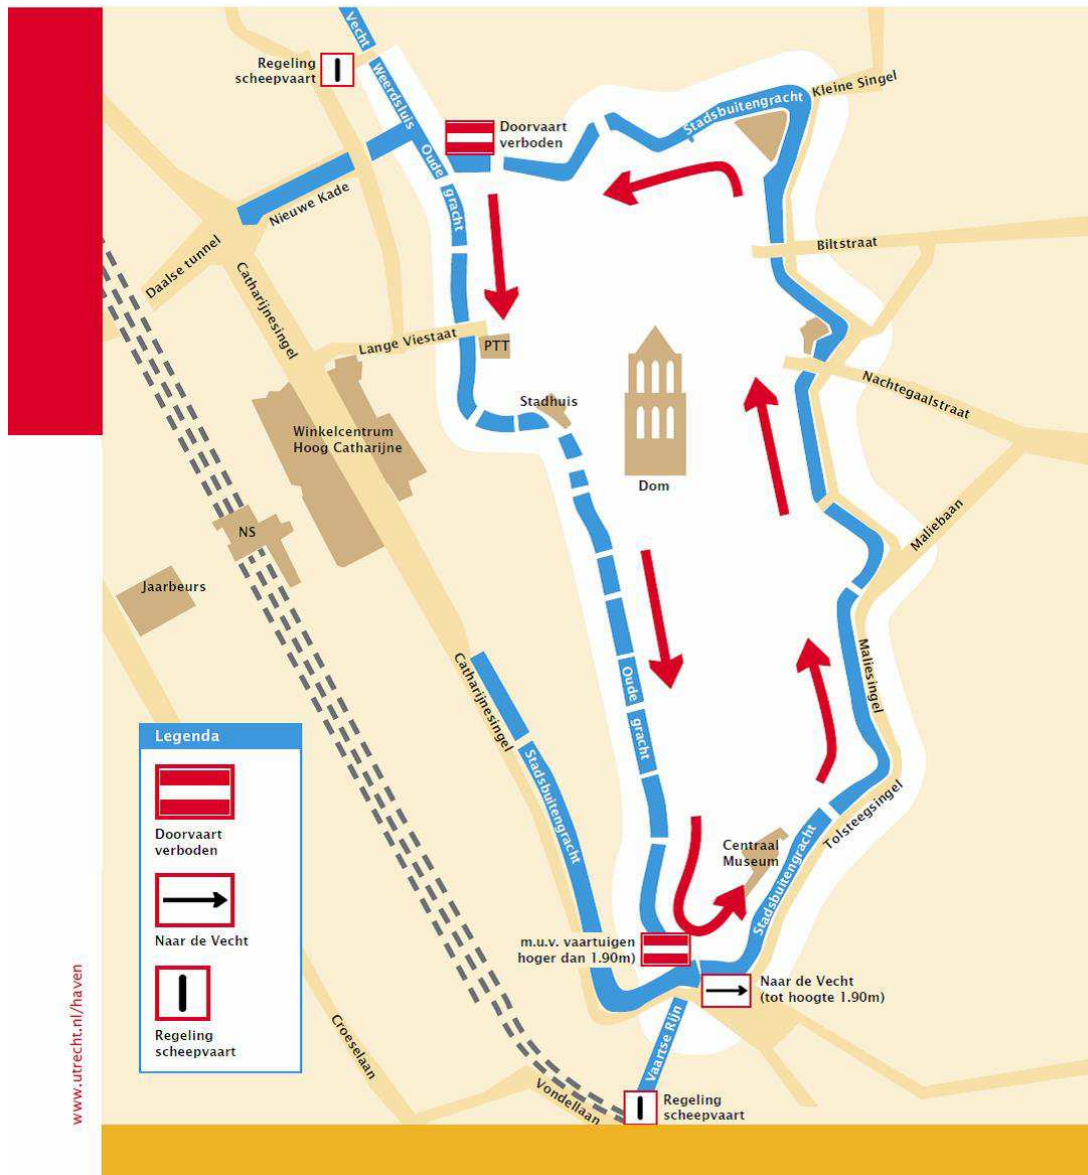 Vecht
Regeling
scheepvaart
Weerdsluis
Doorvaart
verboden
Stadsbuitengracht
Kleine Singel
Oude
gracht
Nieuwe Kade
Daalse tunnel
Catharijnesingel
Biltstraat
Lange Viestaat
PTT
Nachtegaalstraat
Stadhuis
Winkelcentrum
Hoog Catharijne
Dom
Maliebaan
NS
Jaarbeurs
Maliesingel
Oude
gracht
Catharijnesingel
Stadsbuitengracht
Legenda
Doorvaart
verboden
Naar de Vecht
Regeling
scheepvaart
Tolsteegsingel
Centraal
Museum
Stadsbuitengracht
m.u.v. vaartuigen
hoger dan 1.90m)
Naar de Vecht
(tot hoogte 1.90m)
Vaartse Rijn
Croeselaan
Vondellaan
Regeling
scheepvaart
www.utrecht.nl/haven